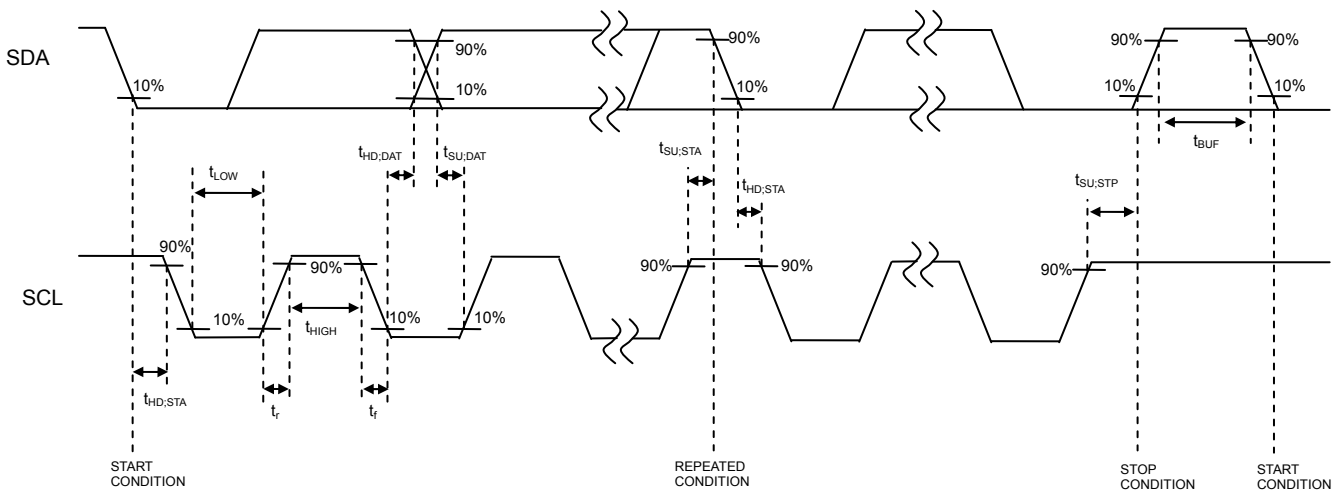 SDA
10%
90%
10%
90%
10%
90%
10%
90%
10%
tHD;DAT
tSU;DAT
tLOW
tSU;STA
tHD;STA
tBUF
tSU;STP
SCL
90%
10%
90%
10%
10%
90%
90%
90%
tHIGH
tHD;STA
tr
tf
START
CONDITION
REPEATED
CONDITION
STOP
CONDITION
START
CONDITION